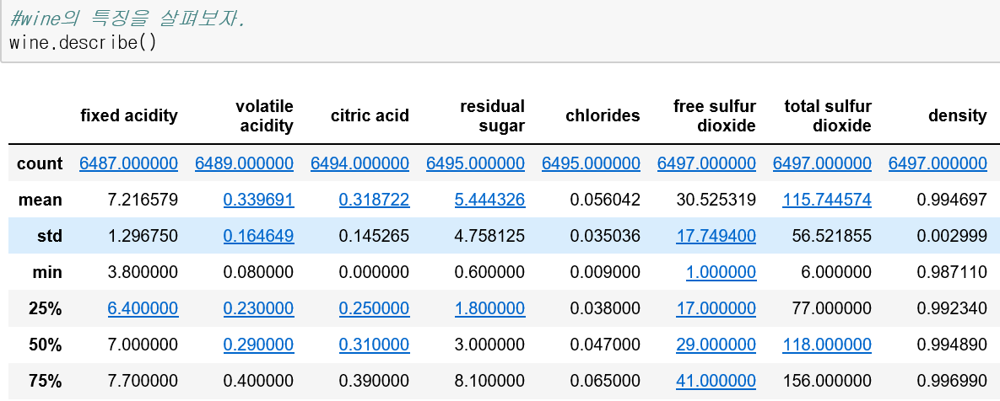 #wine의 특징을 살펴보자.
wine.describe()
fixed acidity volatile acidity citric acid residual sugar chlorides free sulfur dioxide total sulfur dioxide density
count 6487.000000 6489.000000 6494.000000 6495.000000 6495.000000 6497.000000 6497.000000 6497.000000
mean 7.216579 0.339691 0.318722 5.444326 0.056042 30.525319 115.744574 0.994697
std 1.296750 0.164649 0.145265 4.758125 0.035036 17.749400 56.521855 0.002999
min 3.800000 0.080000 0.000000 0.600000 0.009000 1.000000 6.000000 0.987110
25% 6.400000 0.230000 0.250000 1.800000 0.038000 17.000000 77.000000 0.992340
50% 7.000000 0.290000 0.310000 3.000000 0.047000 29.000000 118.000000 0.994890
75% 7.700000 0.400000 0.390000 8.100000 0.065000 41.000000 156.000000 0.996990